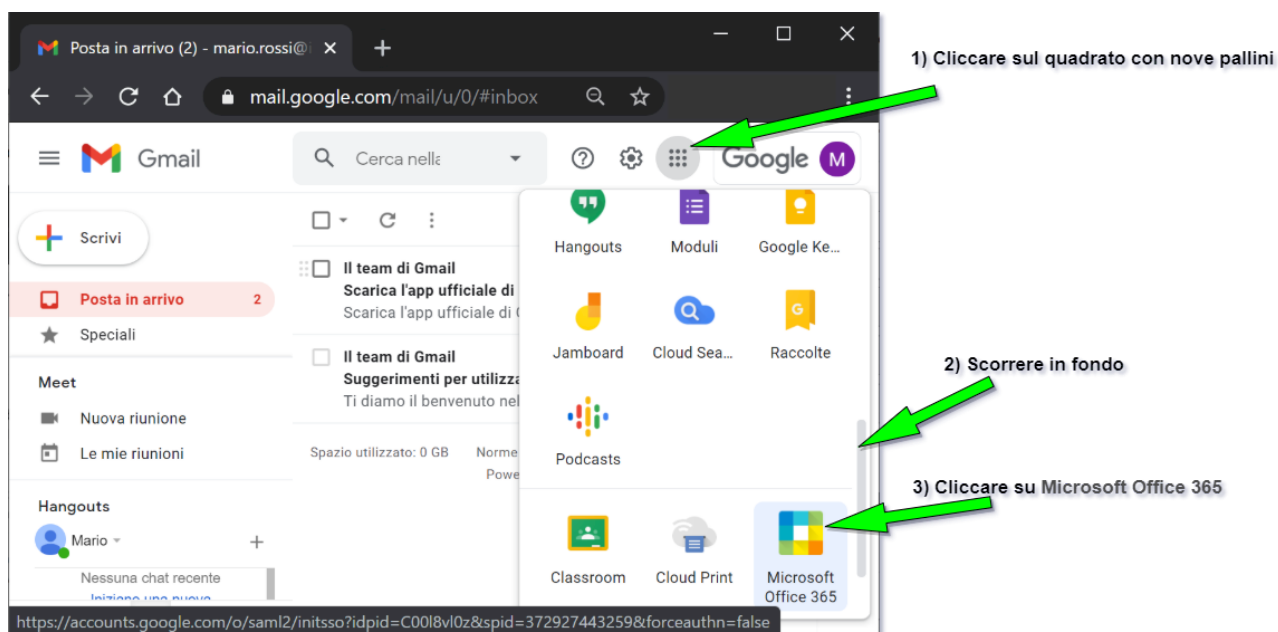 Posta in arrivo (2) - mario.rossi@
1) Cliccare sul quadrato con nove pallini
mail.google.com/mail/u/0/#inbox
Gmail
Cerca nella
Google M
Scrivi
Hangouts Moduli Google Ke...
Il team di Gmail
Scarica l'app ufficiale di
Scarica l'app ufficiale di
Posta in arrivo 2
Speciali
Jamboard Cloud Sea... Raccolte
Il team di Gmail
Suggerimenti per utilizza
Ti diamo il benvenuto nel
2) Scorrere in fondo
Meet
Nuova riunione
Le mie riunioni
Spazio utilizzato: 0 GB Norme
Powe
Podcasts
3) Cliccare su Microsoft Office 365
Hangouts
Mario
Nessuna chat recente
Iniziane una nuova
Classroom Cloud Print Microsoft
Office 365
https://accounts.google.com/o/saml2/initsso?idpid=C00l8vl0z&spid=372927443259&forceauthn=false